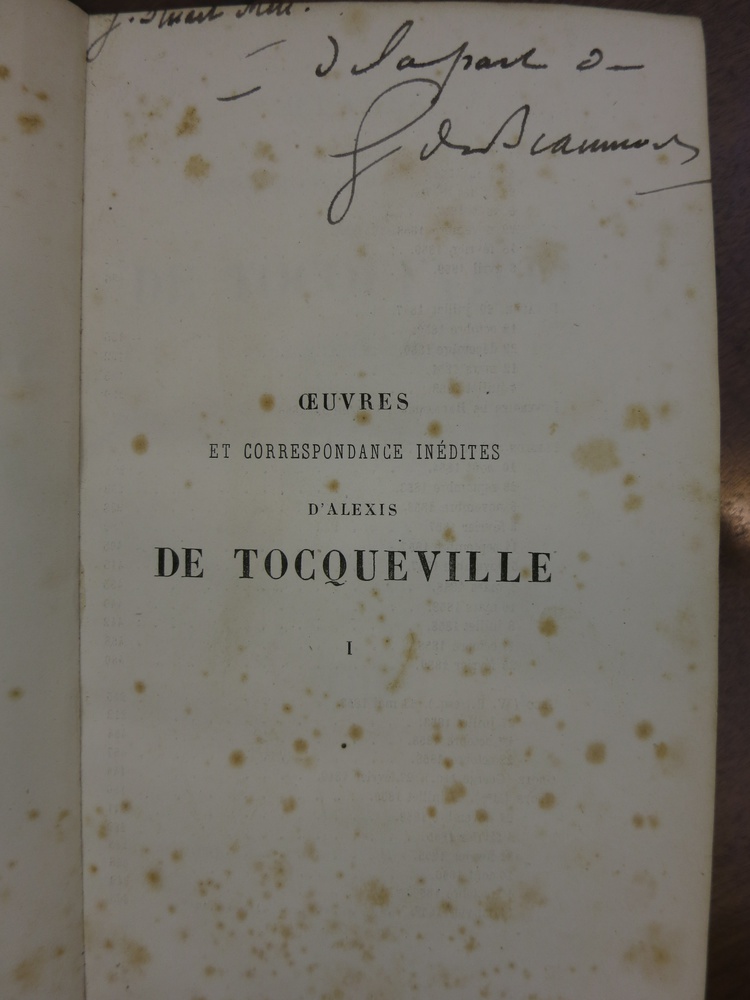 J. Stuart Mill.
de la part de
G de Beaumont
ŒUVRES
ET CORRESPONDANCE INÉDITES
D'ALEXIS
DE TOCQUEVILLE
I